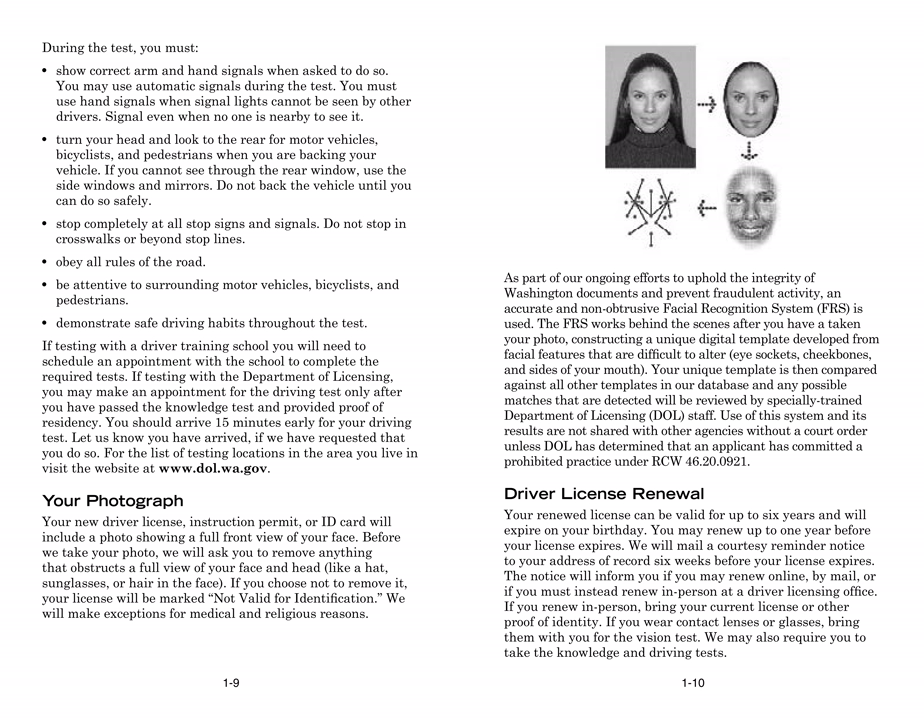 During the test, you must:
• show correct arm and hand signals when asked to do so.
You may use automatic signals during the test. You must
use hand signals when signal lights cannot be seen by other
drivers. Signal even when no one is nearby to see it.
• turn your head and look to the rear for motor vehicles,
bicyclists, and pedestrians when you are backing your
vehicle. If you cannot see through the rear window, use the
side windows and mirrors. Do not back the vehicle until you
can do so safely.
• stop completely at all stop signs and signals. Do not stop in
crosswalks or beyond stop lines.
• obey all rules of the road.
• be attentive to surrounding motor vehicles, bicyclists, and
pedestrians.
• demonstrate safe driving habits throughout the test.
If testing with a driver training school you will need to
schedule an appointment with the school to complete the
required tests. If testing with the Department of Licensing,
you may make an appointment for the driving test only after
you have passed the knowledge test and provided proof of
residency. You should arrive 15 minutes early for your driving
test. Let us know you have arrived, if we have requested that
you do so. For the list of testing locations in the area you live in
visit the website at www.dol.wa.gov.
Your Photograph
Your new driver license, instruction permit, or ID card will
include a photo showing a full front view of your face. Before
we take your photo, we will ask you to remove anything
that obstructs a full view of your face and head (like a hat,
sunglasses, or hair in the face). If you choose not to remove it,
your license will be marked “Not Valid for Identification.” We
will make exceptions for medical and religious reasons.
1-9
As part of our ongoing efforts to uphold the integrity of
Washington documents and prevent fraudulent activity, an
accurate and non-obtrusive Facial Recognition System (FRS) is
used. The FRS works behind the scenes after you have a taken
your photo, constructing a unique digital template developed from
facial features that are difficult to alter (eye sockets, cheekbones,
and sides of your mouth). Your unique template is then compared
against all other templates in our database and any possible
matches that are detected will be reviewed by specially-trained
Department of Licensing (DOL) staff. Use of this system and its
results are not shared with other agencies without a court order
unless DOL has determined that an applicant has committed a
prohibited practice under RCW 46.20.0921.
Driver License Renewal
Your renewed license can be valid for up to six years and will
expire on your birthday. You may renew up to one year before
your license expires. We will mail a courtesy reminder notice
to your address of record six weeks before your license expires.
The notice will inform you if you may renew online, by mail, or
if you must instead renew in-person at a driver licensing office.
If you renew in-person, bring your current license or other
proof of identity. If you wear contact lenses or glasses, bring
them with you for the vision test. We may also require you to
take the knowledge and driving tests.
1-10